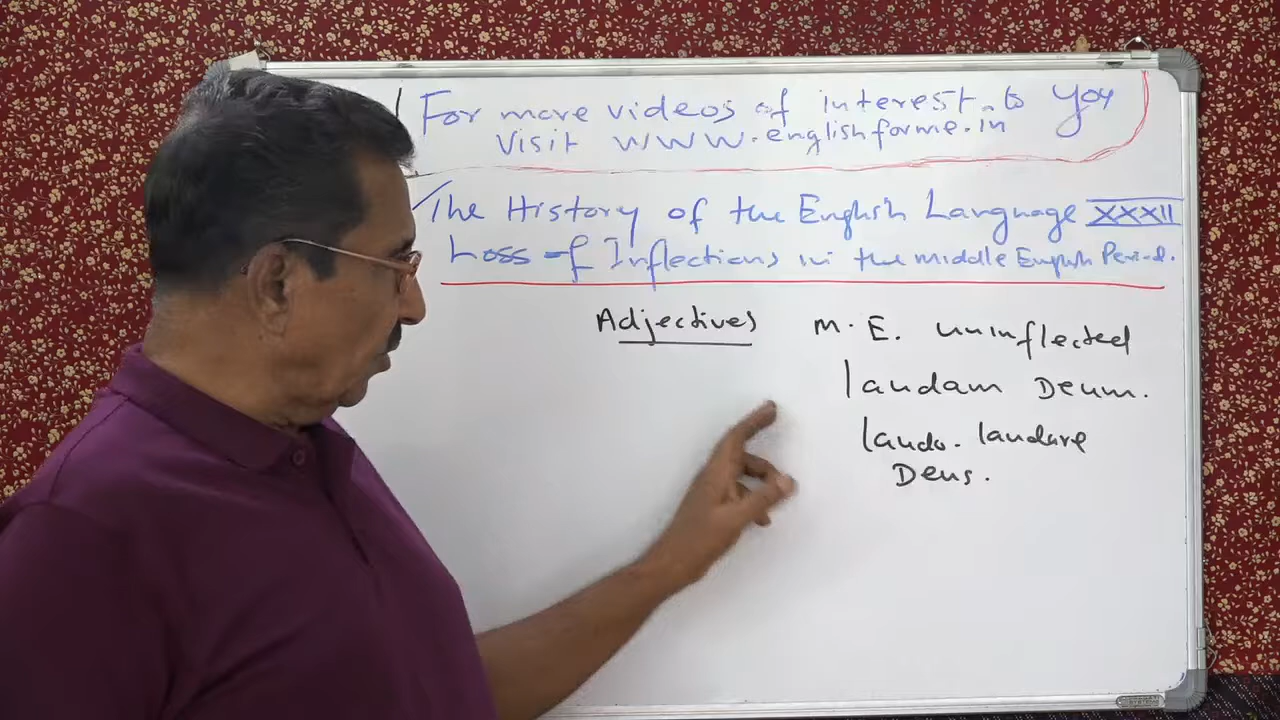 For more videos of interest to You
Visit WWW.englishforme.in
The History of the English Language XXXII
Loss of Inflections in the Middle English Period.
Adjectives
M.E. uninflected
laudam Deum.
laudo. laudare
Deus.